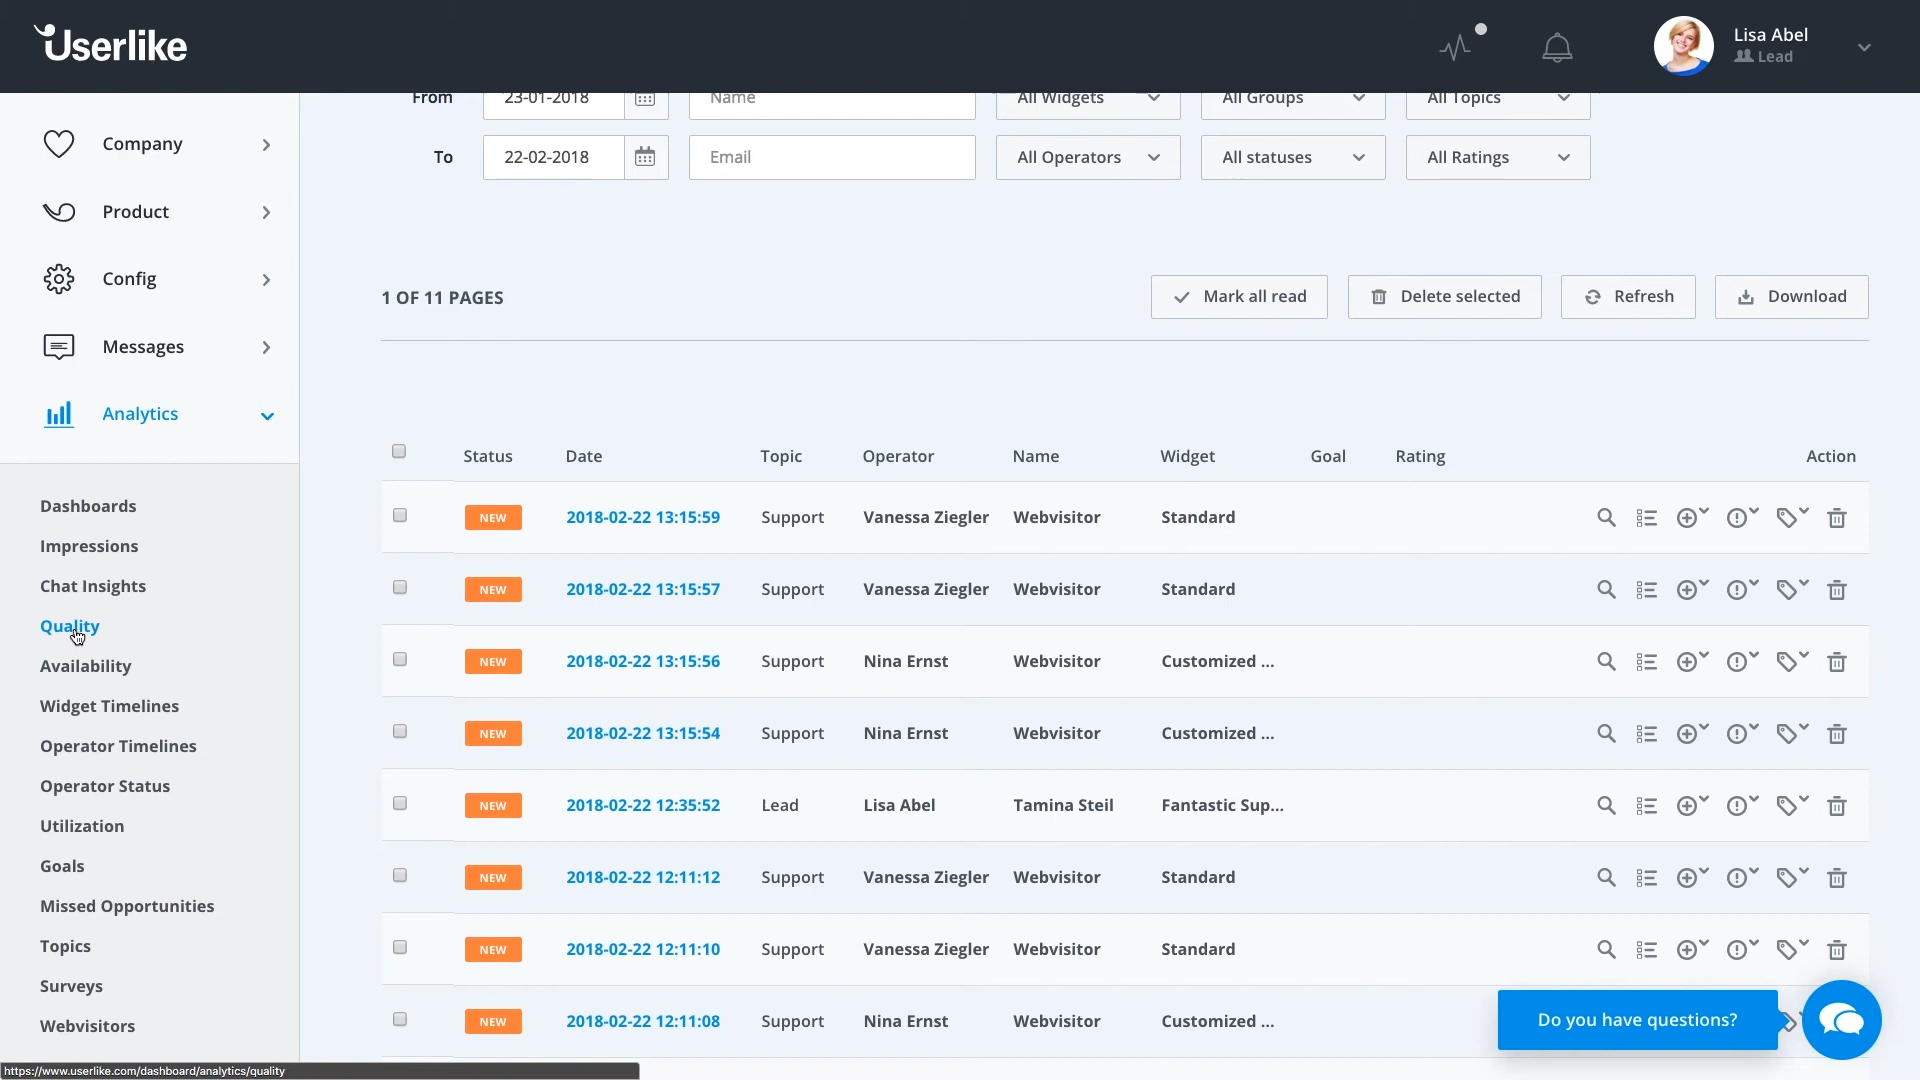 Userlike
Lisa Abel
Lead
From 23-01-2018 Name All Widgets All Groups All Topics
To 22-02-2018 Email All Operators All statuses All Ratings
Company
Product
Config
Messages
Analytics
Dashboards
Impressions
Chat Insights
Quality
Availability
Widget Timelines
Operator Timelines
Operator Status
Utilization
Goals
Missed Opportunities
Topics
Surveys
Webvisitors
1 OF 11 PAGES Mark all read Delete selected Refresh Download
Status Date Topic Operator Name Widget Goal Rating Action
NEW 2018-02-22 13:15:59 Support Vanessa Ziegler Webvisitor Standard
NEW 2018-02-22 13:15:57 Support Vanessa Ziegler Webvisitor Standard
NEW 2018-02-22 13:15:56 Support Nina Ernst Webvisitor Customized ...
NEW 2018-02-22 13:15:54 Support Nina Ernst Webvisitor Customized ...
NEW 2018-02-22 12:35:52 Lead Lisa Abel Tamina Steil Fantastic Sup...
NEW 2018-02-22 12:11:12 Support Vanessa Ziegler Webvisitor Standard
NEW 2018-02-22 12:11:10 Support Vanessa Ziegler Webvisitor Standard
NEW 2018-02-22 12:11:08 Support Nina Ernst Webvisitor Customized ...
Do you have questions?
https://www.userlike.com/dashboard/analytics/quality